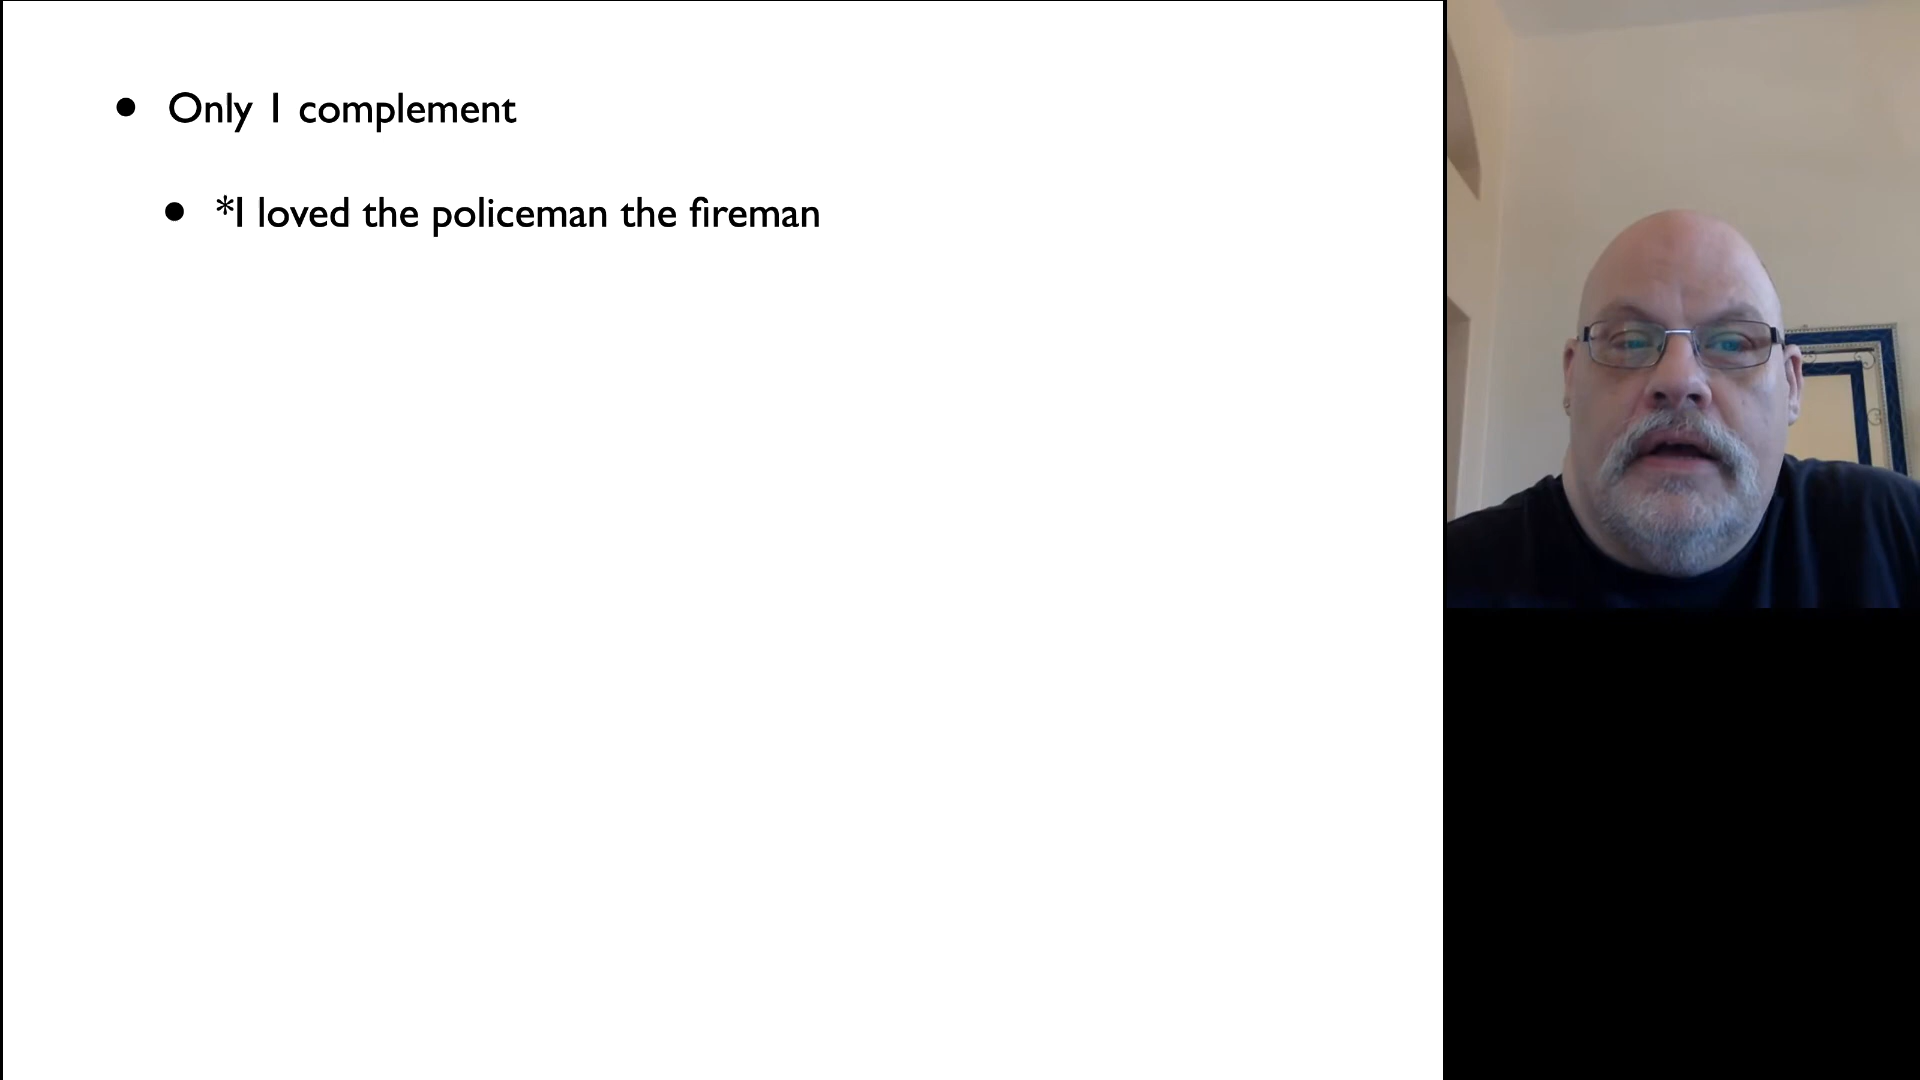 • Only 1 complement
• *I loved the policeman the fireman